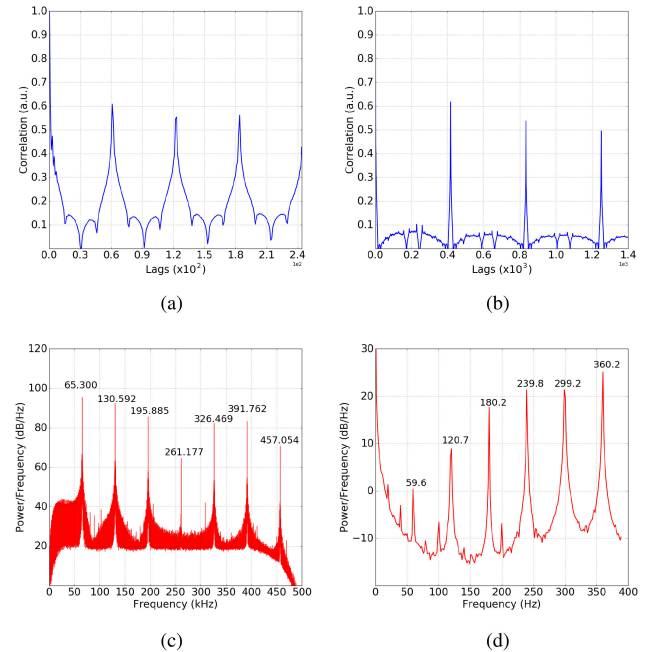 1.0
0.9
0.8
0.7
0.6
0.5
0.4
0.3
0.2
0.1
Correlation (a.u.)
0.0 0.3 0.6 0.9 1.2 1.5 1.8 2.1 2.4
Lags (x10²)
1e2
(a)
1.0
0.9
0.8
0.7
0.6
0.5
0.4
0.3
0.2
0.1
Correlation (a.u.)
0.0 0.2 0.4 0.6 0.8 1.0 1.2 1.4
Lags (x10³)
1e3
(b)
120
100
80
60
40
20
Power/Frequency (dB/Hz)
65.300
130.592
195.885
261.177
326.469
391.762
457.054
0 50 100 150 200 250 300 350 400 450 500
Frequency (kHz)
(c)
30
20
10
0
−10
Power/Frequency (dB/Hz)
59.6
120.7
180.2
239.8
299.2
360.2
0 50 100 150 200 250 300 350 400
Frequency (Hz)
(d)